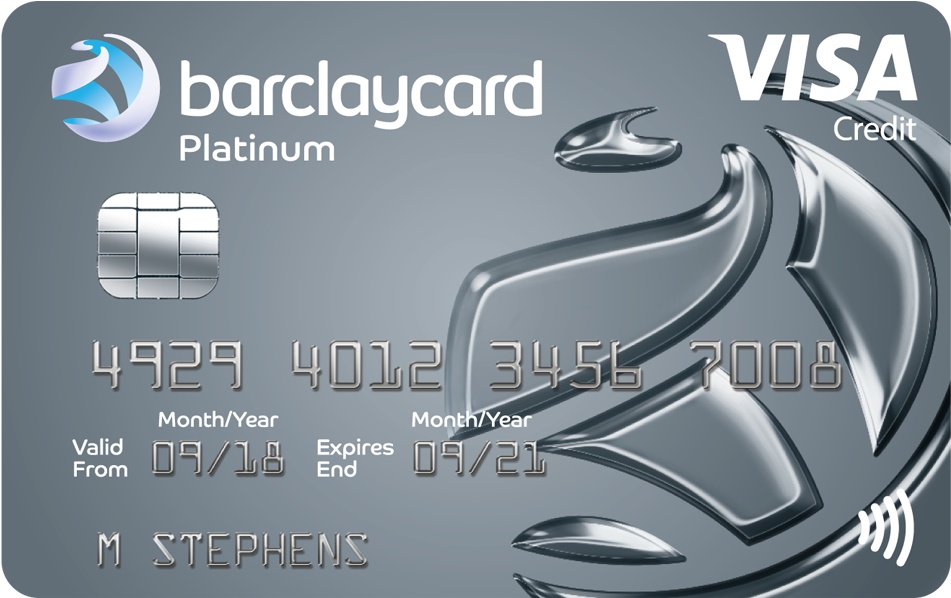 barclaycard
Platinum
VISA
Credit
4929 4012 3456 7008
Month/Year Month/Year
Valid From 09/18 Expires End 09/21
M STEPHENS